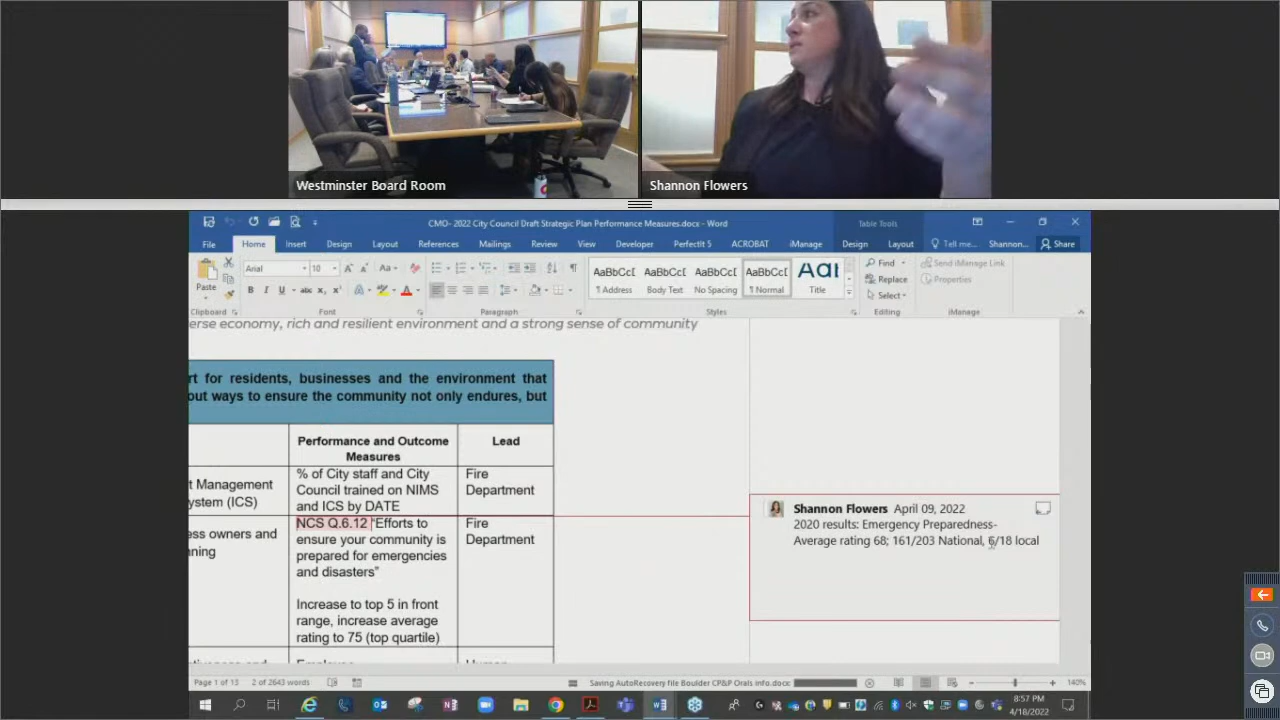 Westminster Board Room
Shannon Flowers
CMO- 2022 City Council Draft Strategic Plan Performance Measures.docx - Word
Table Tools
File Home Insert Design Layout References Mailings Review View Developer PerfectIt 5 ACROBAT iManage Design Layout Tell me... Shannon... Share
Arial 10
Paste
Clipboard Font Paragraph Styles Editing iManage
AaBbCcI AaBbCcD AaBbCcD AaBbCcI AaI
¶ Address Body Text No Spacing ¶ Normal Title
Find
Replace
Select
Send iManage Link
Properties
erse economy, rich and resilient environment and a strong sense of community
rt for residents, businesses and the environment that
out ways to ensure the community not only endures, but
Performance and Outcome
Measures
Lead
t Management
ystem (ICS)
% of City staff and City
Council trained on NIMS
and ICS by DATE
Fire
Department
ess owners and
nning
NCS Q.6.12 "Efforts to
ensure your community is
prepared for emergencies
and disasters"
Increase to top 5 in front
range, increase average
rating to 75 (top quartile)
Fire
Department
Shannon Flowers April 09, 2022
2020 results: Emergency Preparedness-
Average rating 68; 161/203 National, 6/18 local
Page 1 of 13 2 of 2643 words
Saving AutoRecovery file Boulder CP&P Orals info.docx:
140%
8:57 PM
4/18/2022